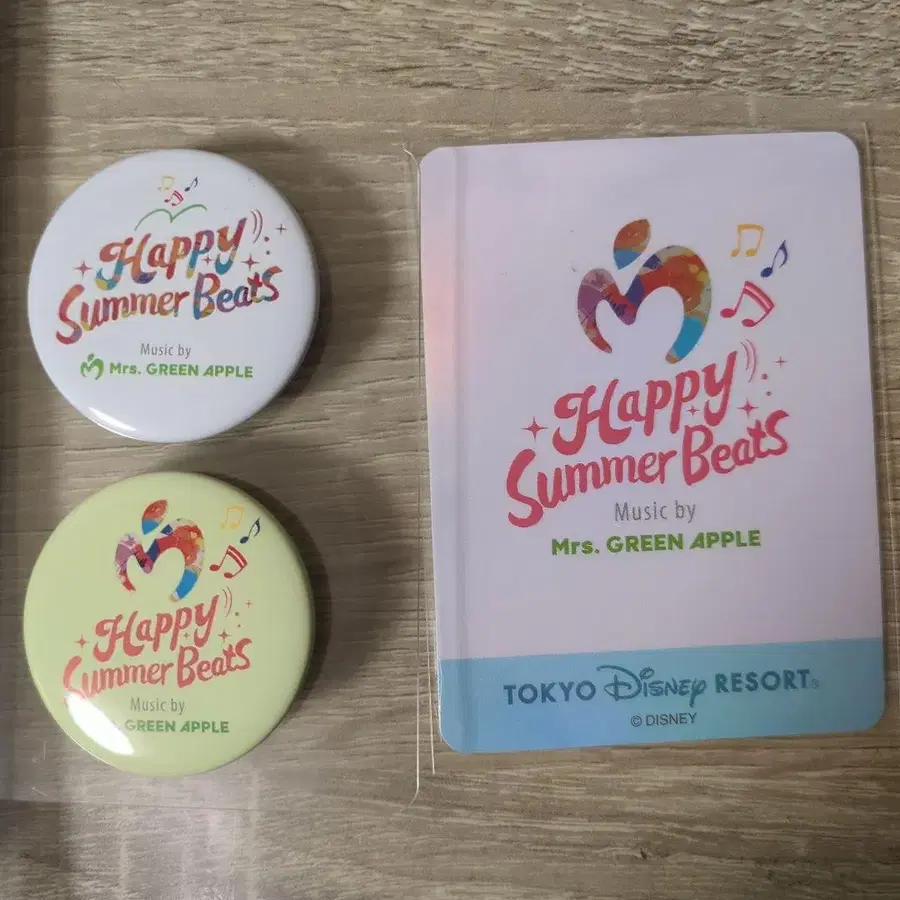 Happy
Summer Beats
Music by
Mrs. GREEN APPLE
Happy
Summer Beats
Music by
GREEN APPLE
Happy
Summer Beats
Music by
Mrs. GREEN APPLE
TOKYO Disney RESORT®
© DISNEY